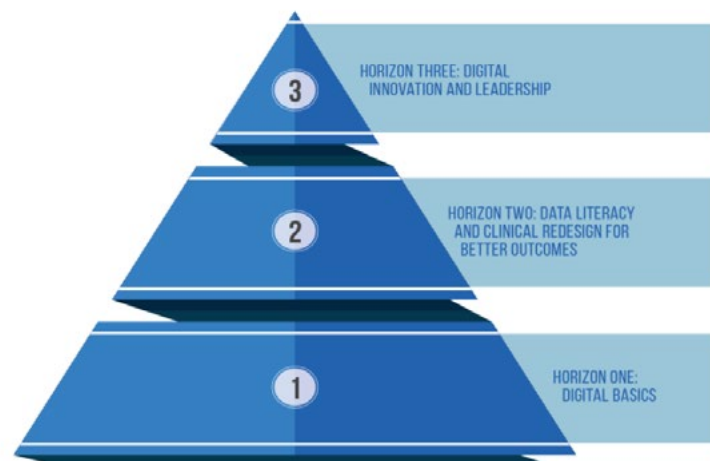 3
HORIZON THREE: DIGITAL
INNOVATION AND LEADERSHIP
2
HORIZON TWO: DATA LITERACY
AND CLINICAL REDESIGN FOR
BETTER OUTCOMES
1
HORIZON ONE:
DIGITAL BASICS